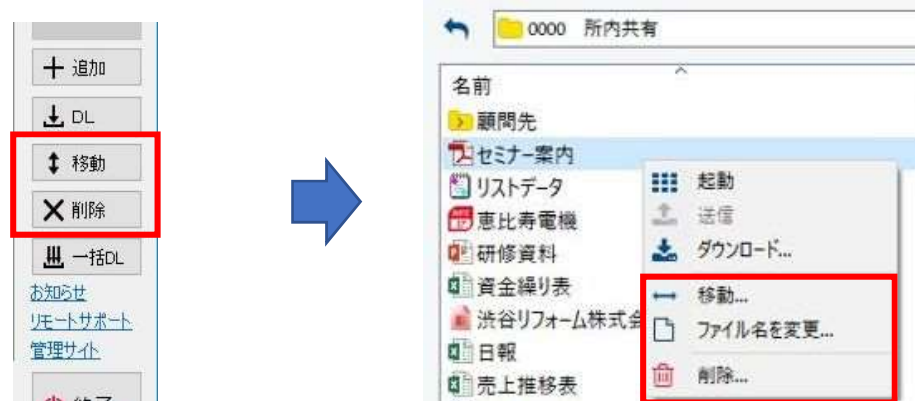 追加
DL
移動
削除
一括DL
お知らせ
リモートサポート
管理サイト
終了
0000 所内共有
名前
顧問先
セミナー案内
リストデータ
恵比寿電機
研修資料
資金繰り表
渋谷リフォーム株式会
日報
売上推移表
起動
送信
ダウンロード...
移動...
ファイル名を変更...
削除...